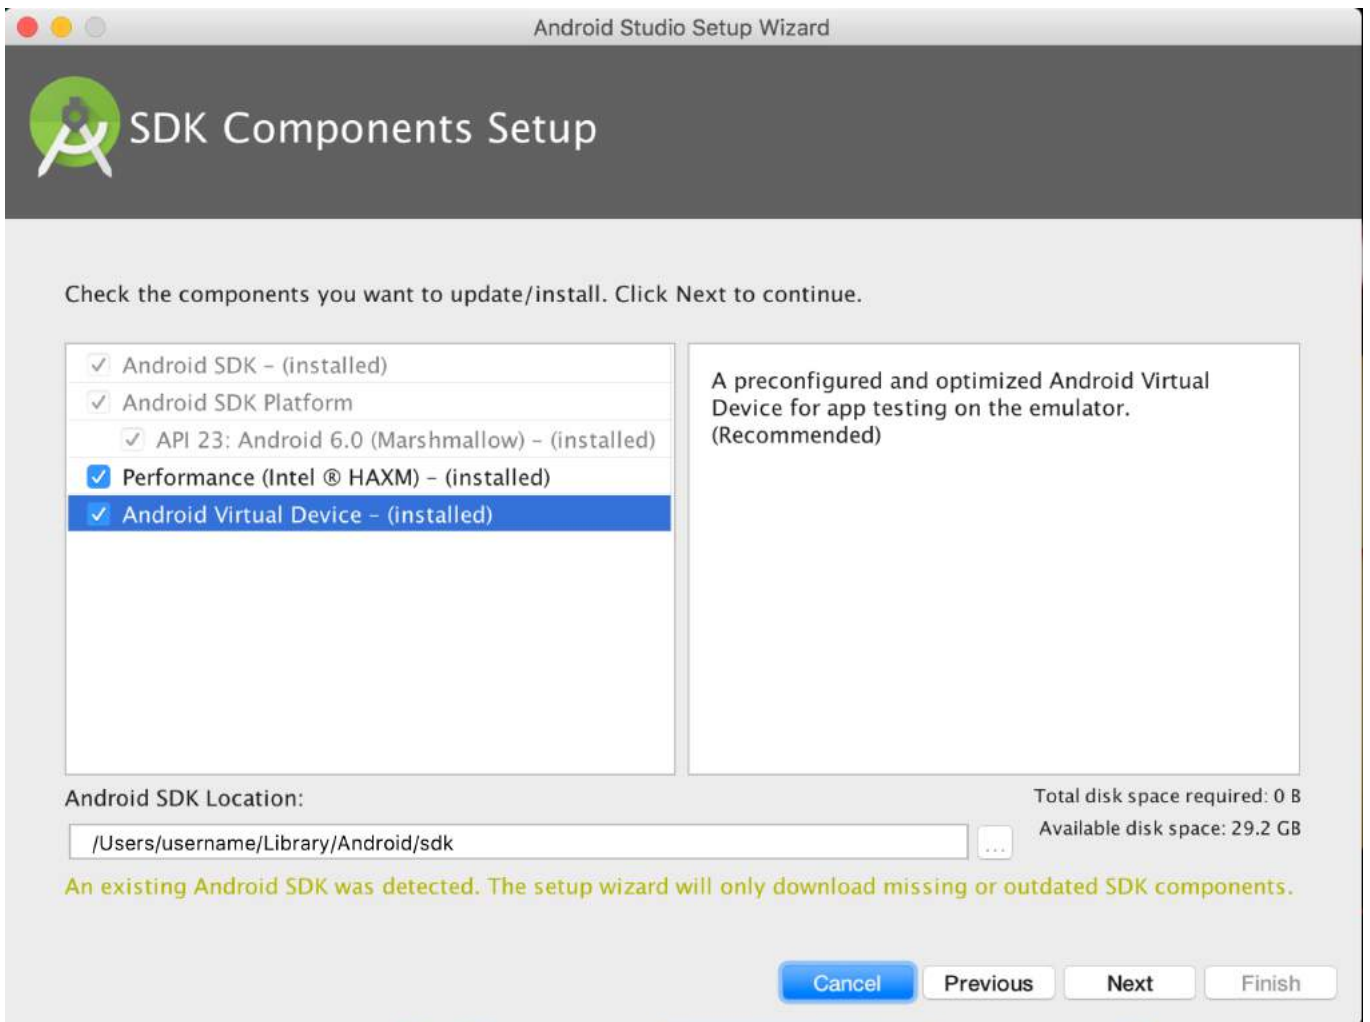 Android Studio Setup Wizard
SDK Components Setup
Check the components you want to update/install. Click Next to continue.
Android SDK – (installed)
Android SDK Platform
API 23: Android 6.0 (Marshmallow) – (installed)
Performance (Intel ® HAXM) – (installed)
Android Virtual Device – (installed)
A preconfigured and optimized Android Virtual
Device for app testing on the emulator.
(Recommended)
Android SDK Location:
Total disk space required: 0 B
Available disk space: 29.2 GB
/Users/username/Library/Android/sdk
...
An existing Android SDK was detected. The setup wizard will only download missing or outdated SDK components.
Cancel
Previous
Next
Finish